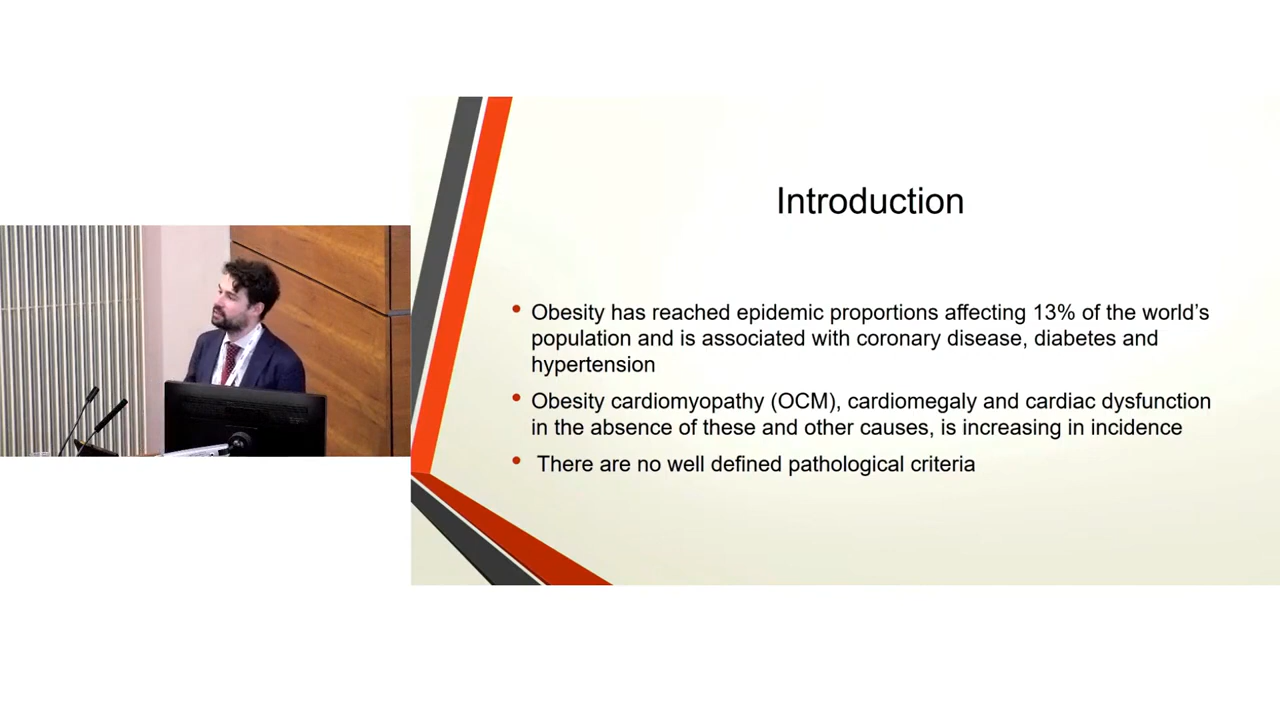 Introduction
• Obesity has reached epidemic proportions affecting 13% of the world's
population and is associated with coronary disease, diabetes and
hypertension
• Obesity cardiomyopathy (OCM), cardiomegaly and cardiac dysfunction
in the absence of these and other causes, is increasing in incidence
• There are no well defined pathological criteria